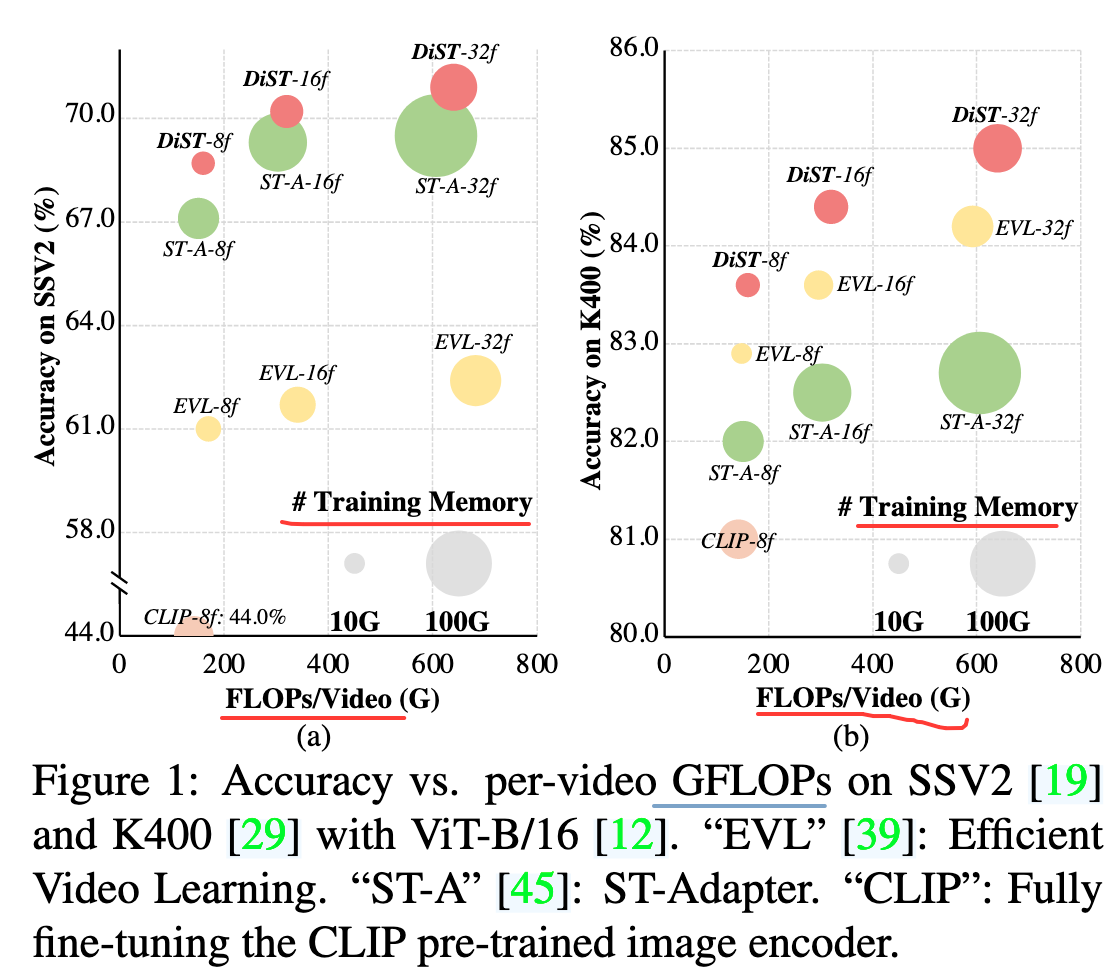 DiST-32f
DiST-16f
70.0
DiST-8f
ST-A-16f
ST-A-32f
67.0
ST-A-8f
Accuracy on SSV2 (%)
64.0
EVL-32f
EVL-16f
EVL-8f
61.0
# Training Memory
58.0
CLIP-8f: 44.0%
10G
100G
44.0
0 200 400 600 800
FLOPs/Video (G)
(a)
86.0
DiST-32f
85.0
DiST-16f
EVL-32f
84.0
DiST-8f
EVL-16f
Accuracy on K400 (%)
83.0
EVL-8f
ST-A-16f
ST-A-32f
82.0
ST-A-8f
# Training Memory
81.0
CLIP-8f
10G
100G
80.0
0 200 400 600 800
FLOPs/Video (G)
(b)
Figure 1: Accuracy vs. per-video GFLOPs on SSV2 [19]
and K400 [29] with ViT-B/16 [12]. “EVL” [39]: Efficient
Video Learning. “ST-A” [45]: ST-Adapter. “CLIP”: Fully
fine-tuning the CLIP pre-trained image encoder.